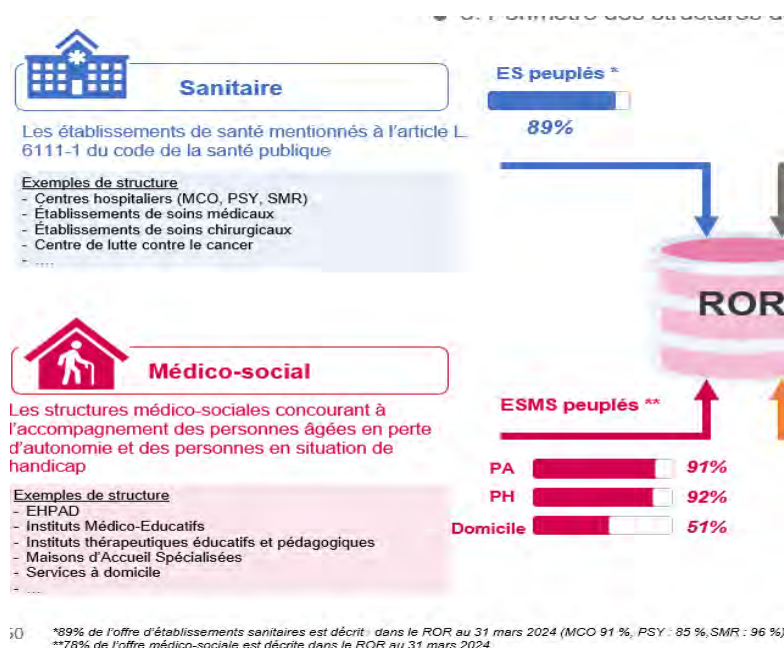 Sanitaire
Les établissements de santé mentionnés à l'article L.
6111-1 du code de la santé publique
Exemples de structure
- Centres hospitaliers (MCO, PSY, SMR)
- Établissements de soins médicaux
- Établissements de soins chirurgicaux
- Centre de lutte contre le cancer
- ....
ES peuplés *
89%
ROR
Médico-social
Les structures médico-sociales concourant à
l'accompagnement des personnes âgées en perte
d'autonomie et des personnes en situation de
handicap
Exemples de structure
- EHPAD
- Instituts Médico-Educatifs
- Instituts thérapeutiques éducatifs et pédagogiques
- Maisons d'Accueil Spécialisées
- Services à domicile
- ....
ESMS peuplés **
PA 91%
PH 92%
Domicile 51%
*89% de l'offre d'établissements sanitaires est décrit dans le ROR au 31 mars 2024 (MCO 91 %, PSY : 85 %,SMR : 96 %)
**78% de l'offre médico-sociale est décrite dans le ROR au 31 mars 2024